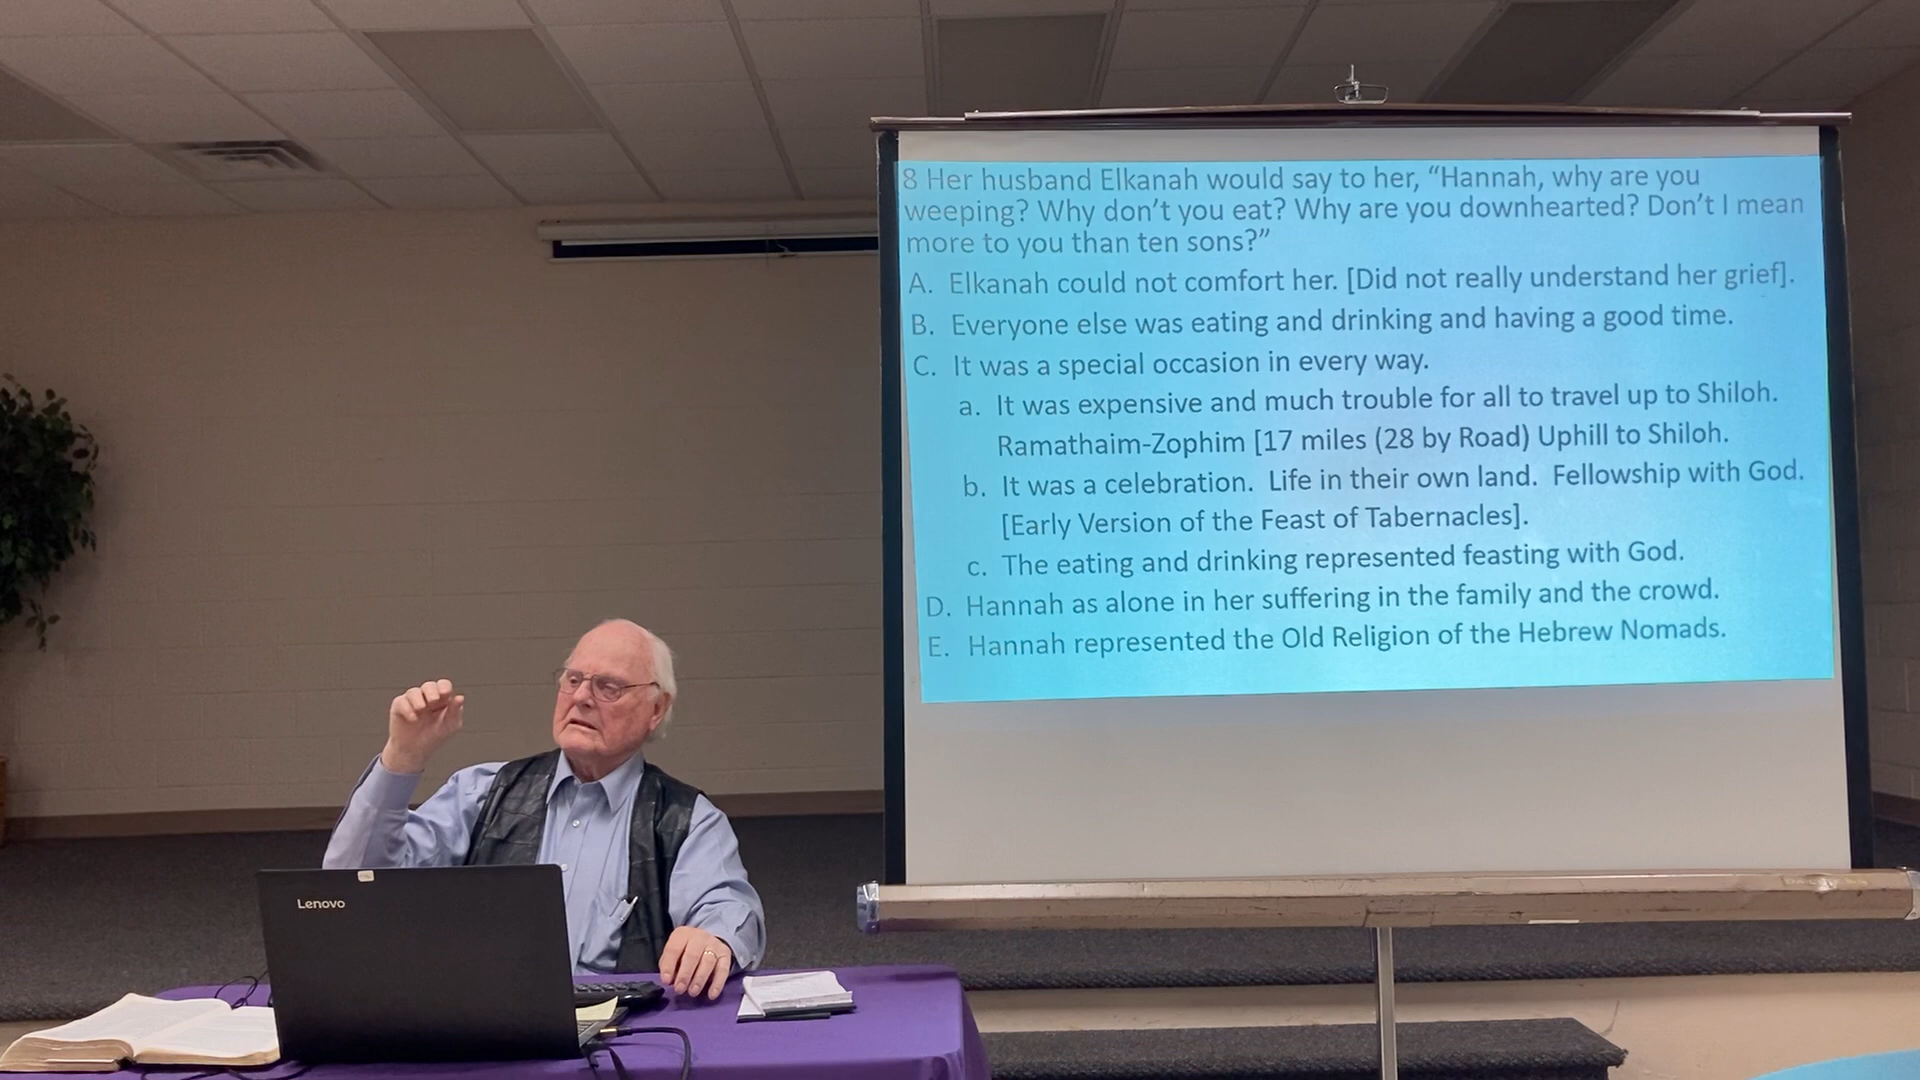 8 Her husband Elkanah would say to her, “Hannah, why are you
weeping? Why don’t you eat? Why are you downhearted? Don’t I mean
more to you than ten sons?”
A. Elkanah could not comfort her. [Did not really understand her grief].
B. Everyone else was eating and drinking and having a good time.
C. It was a special occasion in every way.
a. It was expensive and much trouble for all to travel up to Shiloh.
Ramathaim-Zophim [17 miles (28 by Road) Uphill to Shiloh.
b. It was a celebration. Life in their own land. Fellowship with God.
[Early Version of the Feast of Tabernacles].
c. The eating and drinking represented feasting with God.
D. Hannah as alone in her suffering in the family and the crowd.
E. Hannah represented the Old Religion of the Hebrew Nomads.
Lenovo